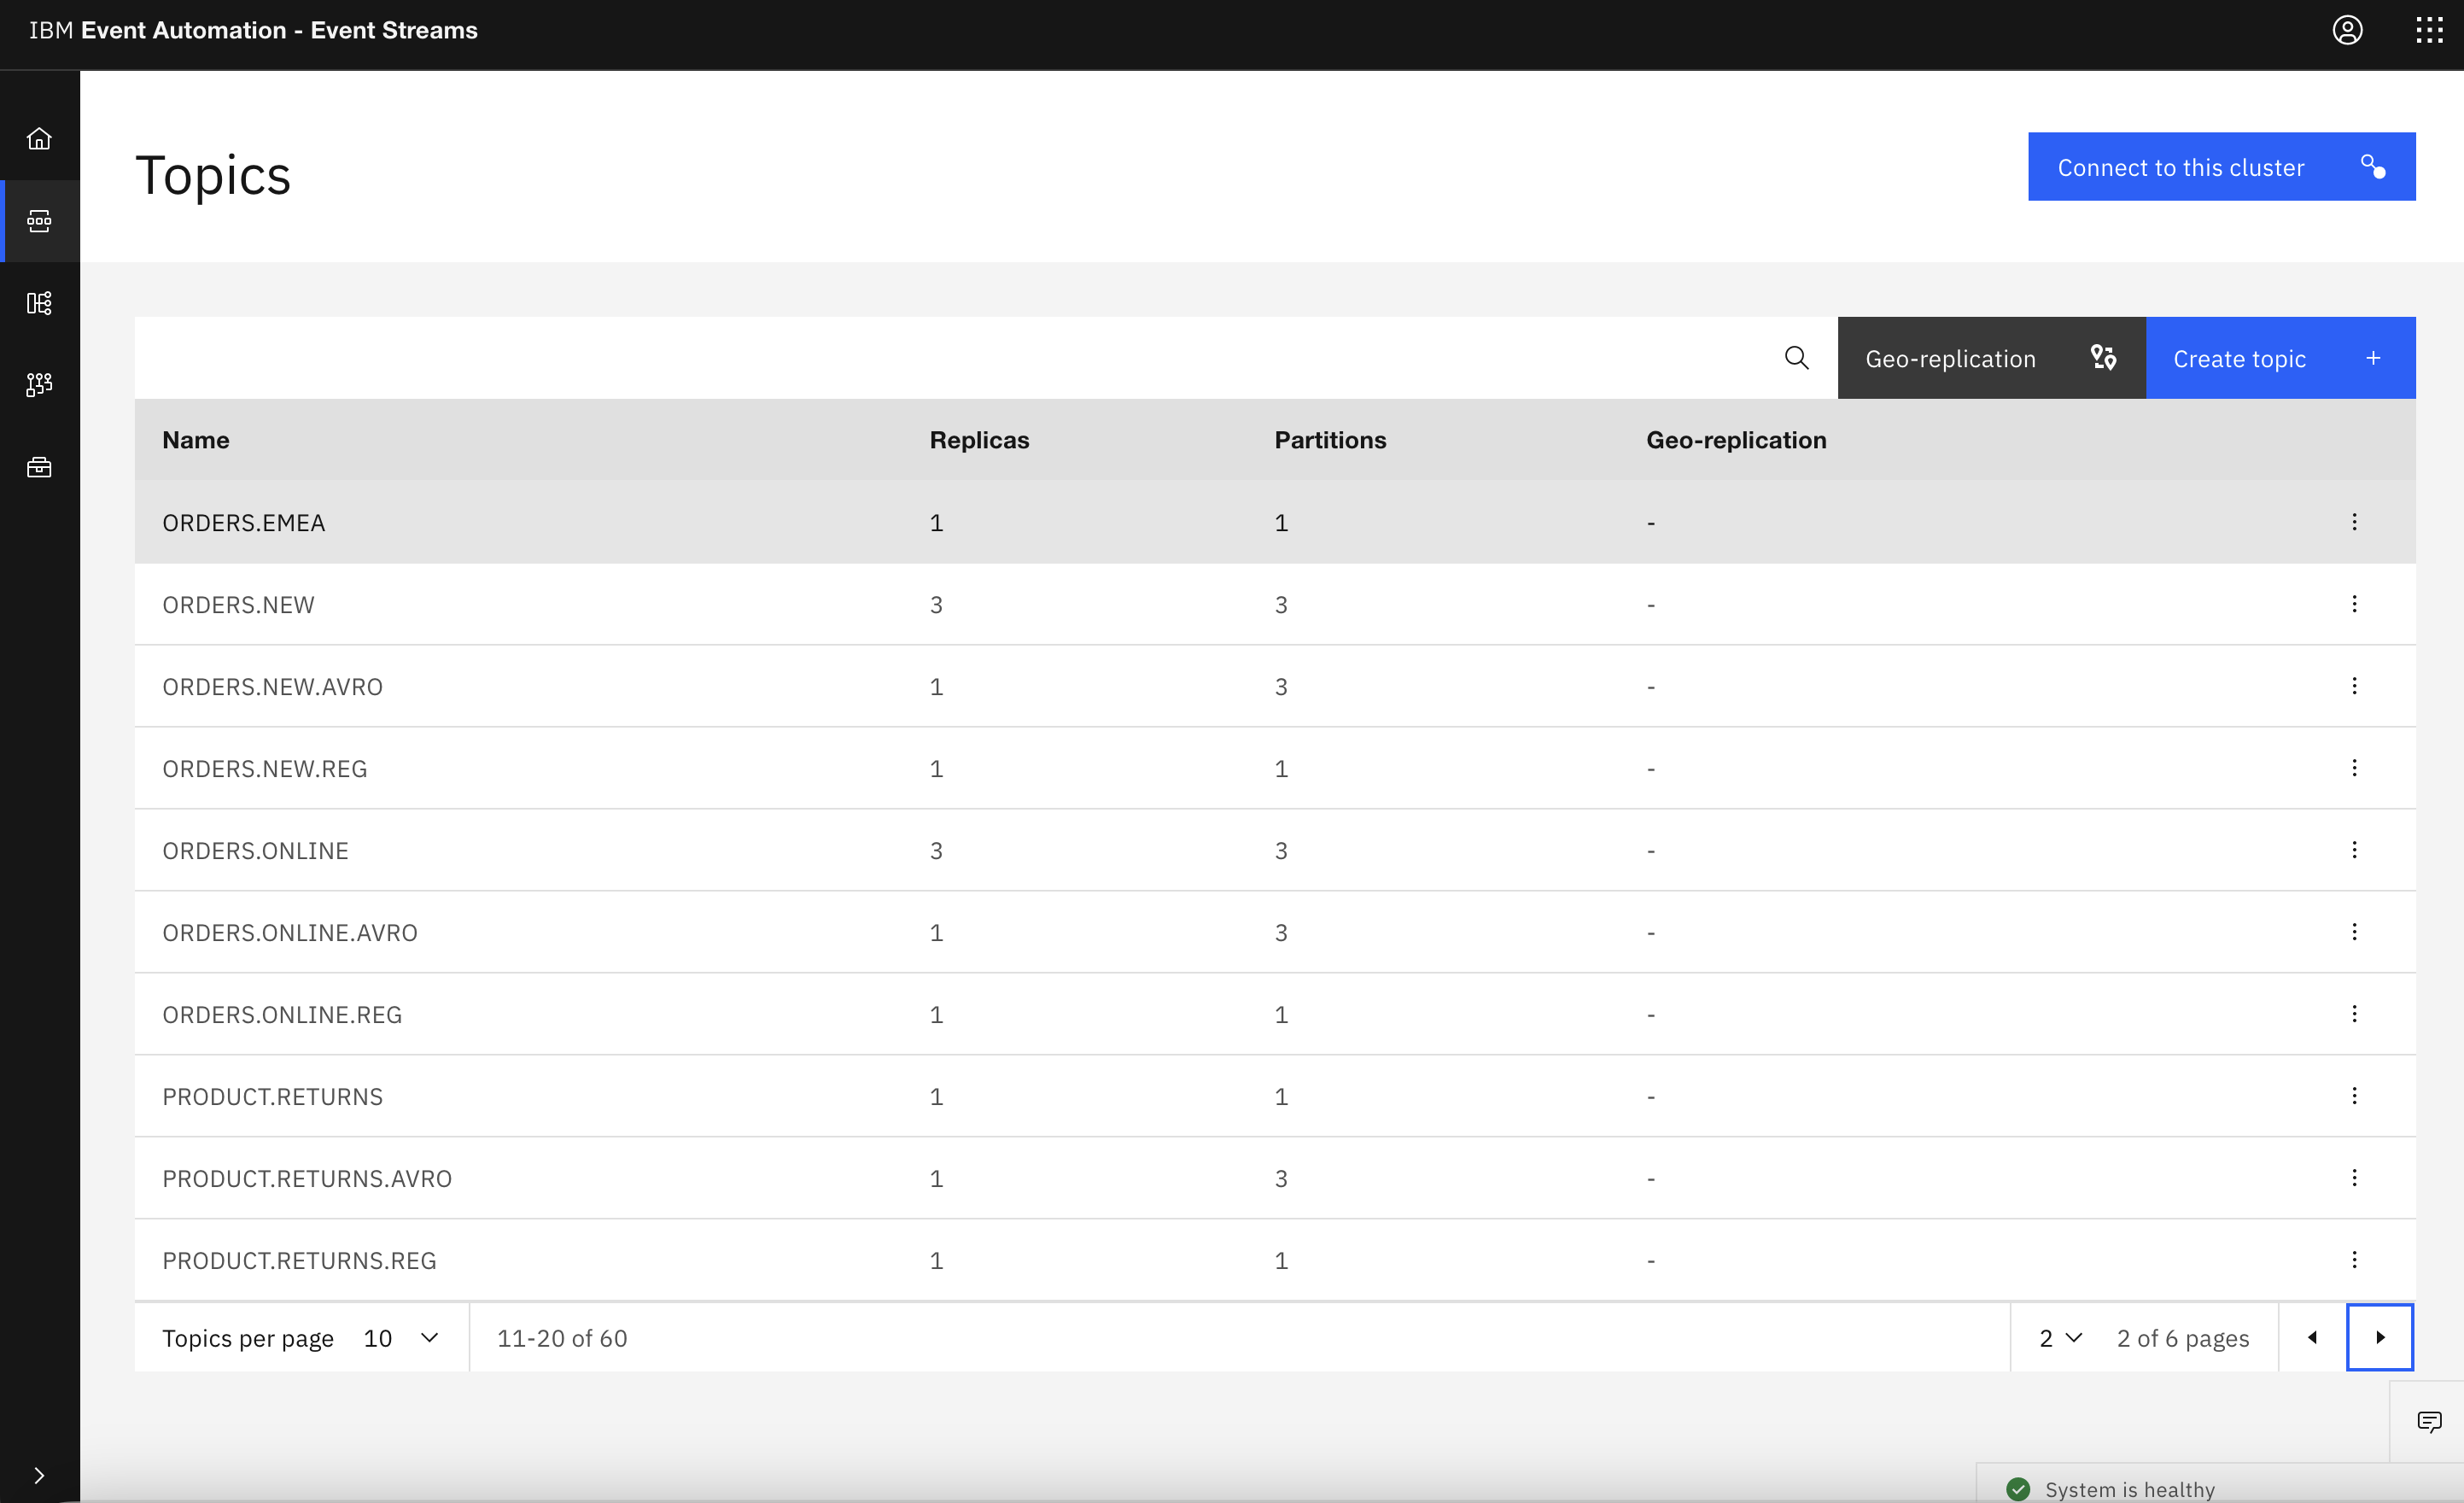 IBM Event Automation - Event Streams
Topics
Connect to this cluster
Geo-replication
Create topic +
Name Replicas Partitions Geo-replication
ORDERS.EMEA 1 1 -
ORDERS.NEW 3 3 -
ORDERS.NEW.AVRO 1 3 -
ORDERS.NEW.REG 1 1 -
ORDERS.ONLINE 3 3 -
ORDERS.ONLINE.AVRO 1 3 -
ORDERS.ONLINE.REG 1 1 -
PRODUCT.RETURNS 1 1 -
PRODUCT.RETURNS.AVRO 1 3 -
PRODUCT.RETURNS.REG 1 1 -
Topics per page 10 11-20 of 60 2 2 of 6 pages
System is healthy